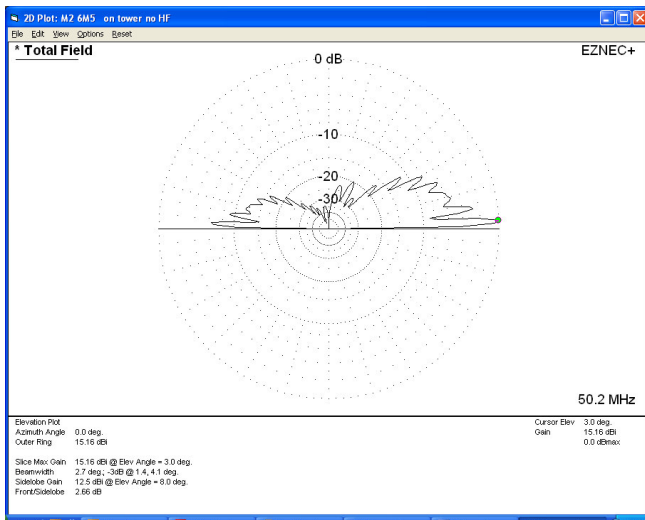 2D Plot: M2 6M5 on tower no HF
File Edit View Options Reset
* Total Field
EZNEC+
0 dB
-10
-20
-30
50.2 MHz
Elevation Plot
Azimuth Angle 0.0 deg.
Outer Ring 15.16 dBi
Cursor Elev 3.0 deg.
Gain 15.16 dBi
0.0 dBmax
Slice Max Gain 15.16 dBi @ Elev Angle = 3.0 deg.
Beamwidth 2.7 deg.; -3dB @ 1.4, 4.1 deg.
Sidelobe Gain 12.5 dBi @ Elev Angle = 8.0 deg.
Front/Sidelobe 2.66 dB